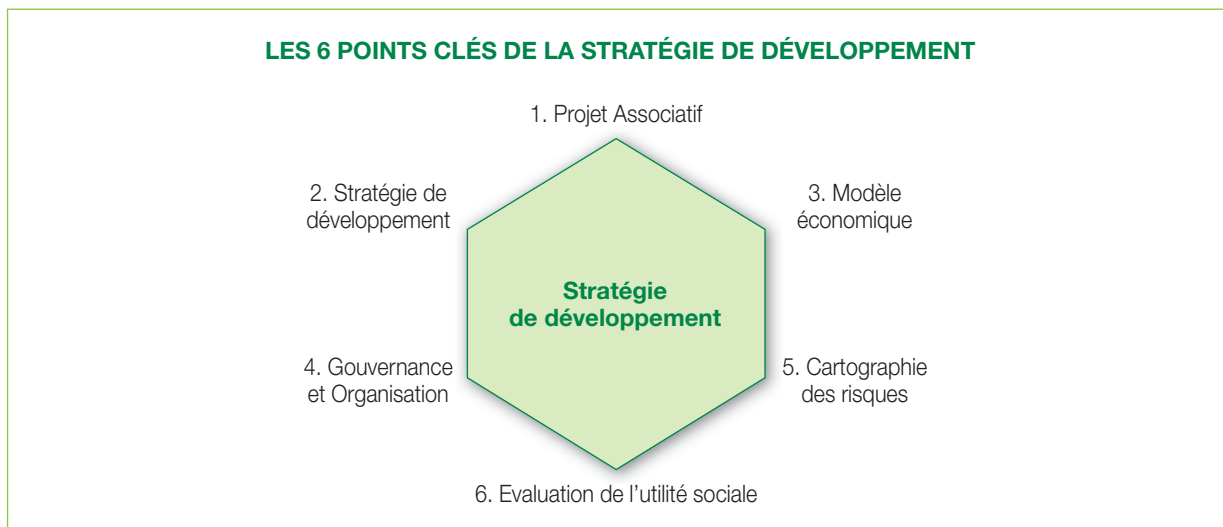 LES 6 POINTS CLÉS DE LA STRATÉGIE DE DÉVELOPPEMENT
1. Projet Associatif
2. Stratégie de
développement
3. Modèle
économique
Stratégie
de développement
4. Gouvernance
et Organisation
5. Cartographie
des risques
6. Evaluation de l’utilité sociale